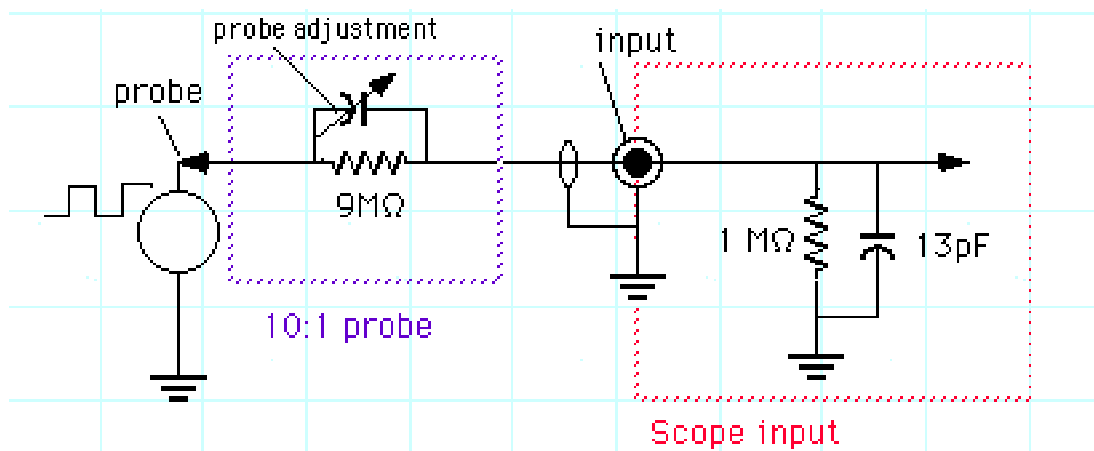 probe adjustment
input
probe
9MΩ
1 MΩ
13pF
10:1 probe
Scope input